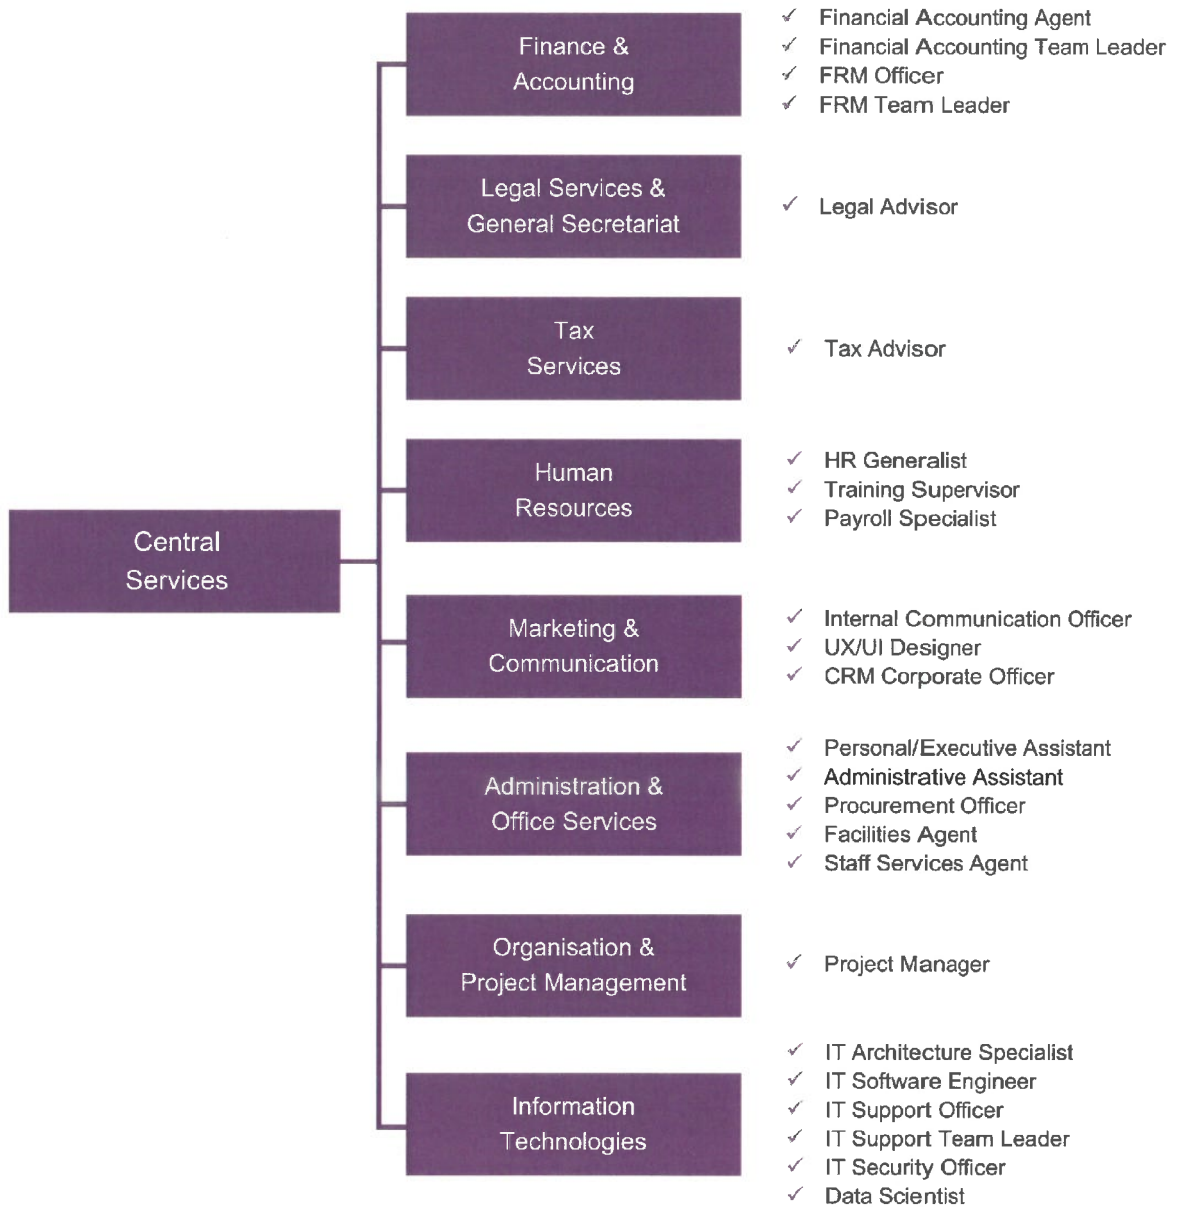 Finance &
Accounting
✓ Financial Accounting Agent
✓ Financial Accounting Team Leader
✓ FRM Officer
✓ FRM Team Leader
Legal Services &
General Secretariat
✓ Legal Advisor
Tax
Services
✓ Tax Advisor
Human
Resources
✓ HR Generalist
✓ Training Supervisor
✓ Payroll Specialist
Central
Services
Marketing &
Communication
✓ Internal Communication Officer
✓ UX/UI Designer
✓ CRM Corporate Officer
Administration &
Office Services
✓ Personal/Executive Assistant
✓ Administrative Assistant
✓ Procurement Officer
✓ Facilities Agent
✓ Staff Services Agent
Organisation &
Project Management
✓ Project Manager
Information
Technologies
✓ IT Architecture Specialist
✓ IT Software Engineer
✓ IT Support Officer
✓ IT Support Team Leader
✓ IT Security Officer
✓ Data Scientist